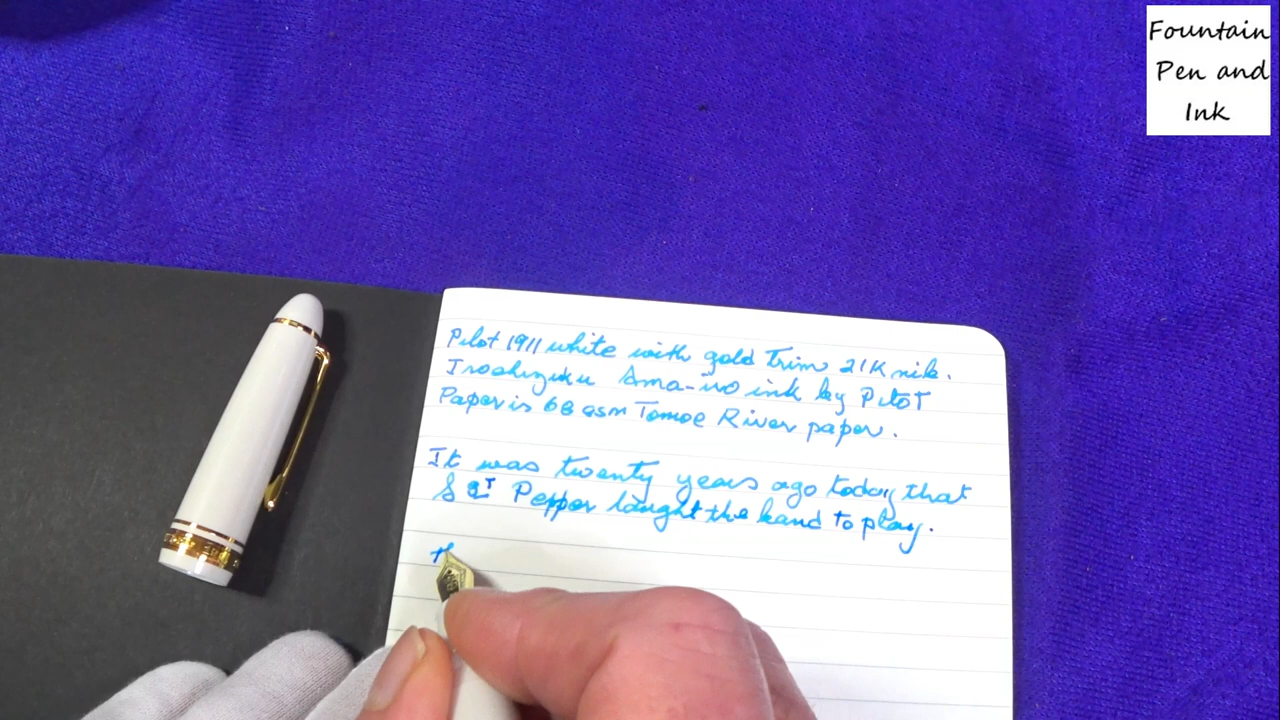 Fountain
Pen and
Ink
Pilot 1911 white with gold Trim 21K nib.
Iroshizuku Ama-iro ink by Pilot
Paper is 68 gsm Tomoe River paper.
It was twenty years ago today that
Sgt Pepper taught the band to play.